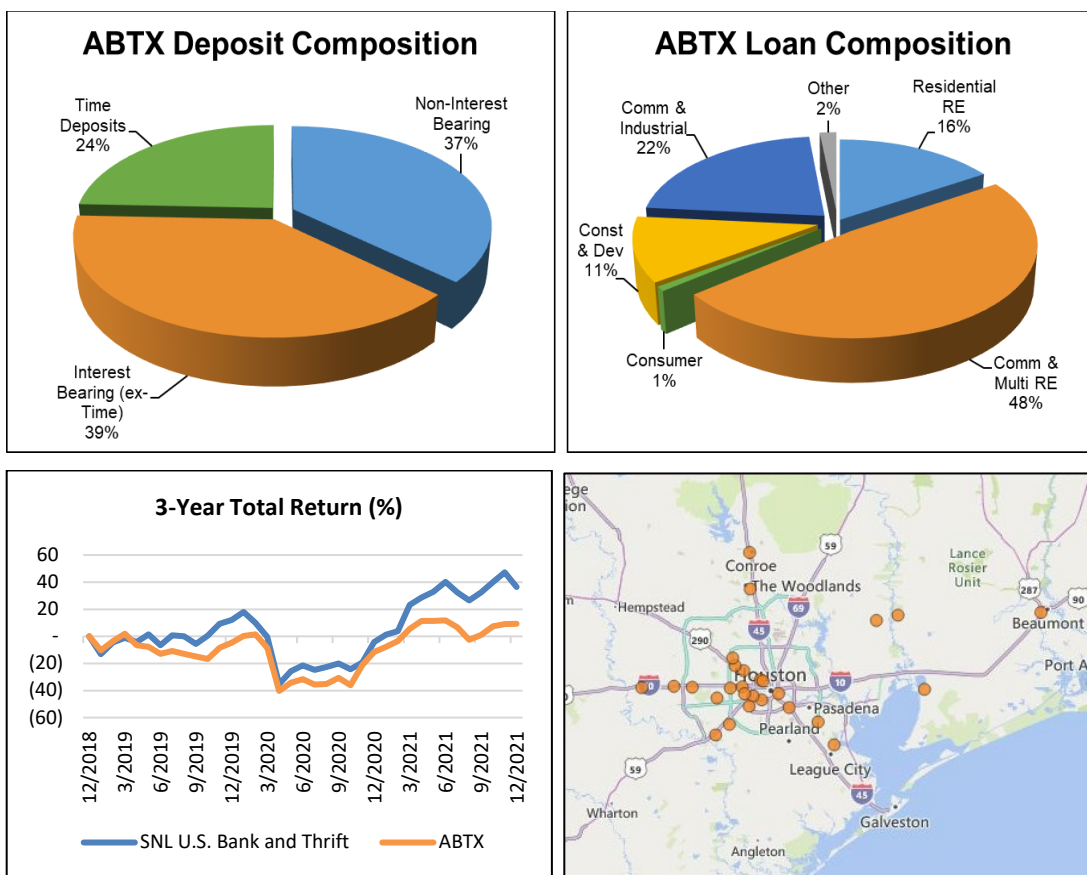 ABTX Deposit Composition
Time
Deposits
24%
Non-Interest
Bearing
37%
Interest
Bearing (ex-
Time)
39%
ABTX Loan Composition
Other
2%
Residential
RE
16%
Comm &
Industrial
22%
Const
& Dev
11%
Consumer
1%
Comm &
Multi RE
48%
3-Year Total Return (%)
60
40
20
-
(20)
(40)
(60)
12/2018
3/2019
6/2019
9/2019
12/2019
3/2020
6/2020
9/2020
12/2020
3/2021
6/2021
9/2021
12/2021
SNL U.S. Bank and Thrift
ABTX
ege
ion
59
Conroe
The Woodlands
Lance
Rosier
Unit
287
90
Hempstead
69
45
Beaumont
290
Port A
Houston
10
Pasadena
Pearland
League City
59
45
Wharton
Galveston
Angleton